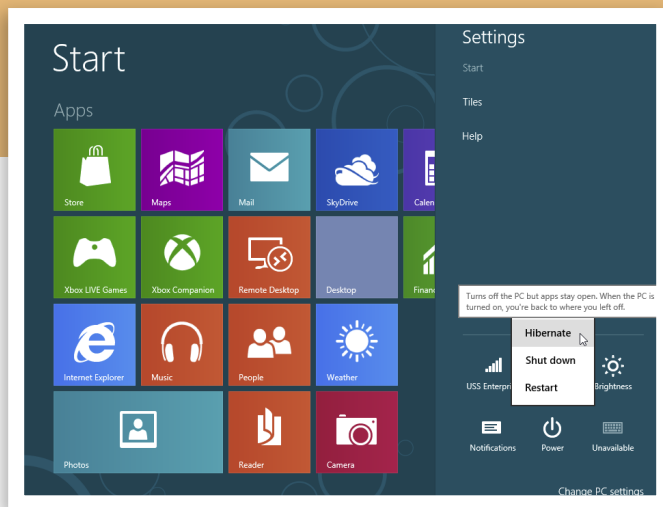 Start
Apps
Store
Maps
Mail
SkyDrive
Calen
Xbox LIVE Games
Xbox Companion
Remote Desktop
Desktop
Financ
Internet Explorer
Music
People
Weather
Photos
Reader
Camera
Settings
Start
Tiles
Help
Turns off the PC but apps stay open. When the PC is
turned on, you're back to where you left off.
Hibernate
Shut down
Restart
USS Enterpri
Brightness
Notifications
Power
Unavailable
Change PC settings